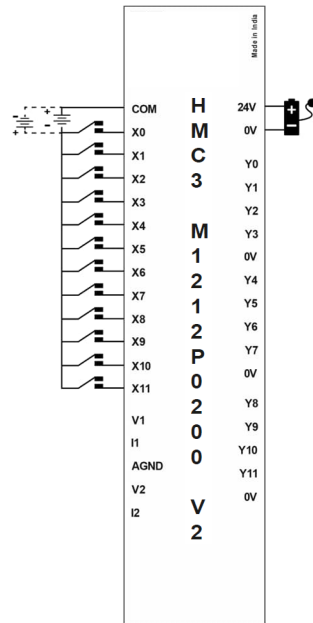 Made in India
COM
X0
X1
X2
X3
X4
X5
X6
X7
X8
X9
X10
X11
V1
I1
AGND
V2
I2
HMC3 M1212P0200 V2
24V
0V
Y0
Y1
Y2
Y3
0V
Y4
Y5
Y6
Y7
0V
Y8
Y9
Y10
Y11
0V
- +
+ -
+
-